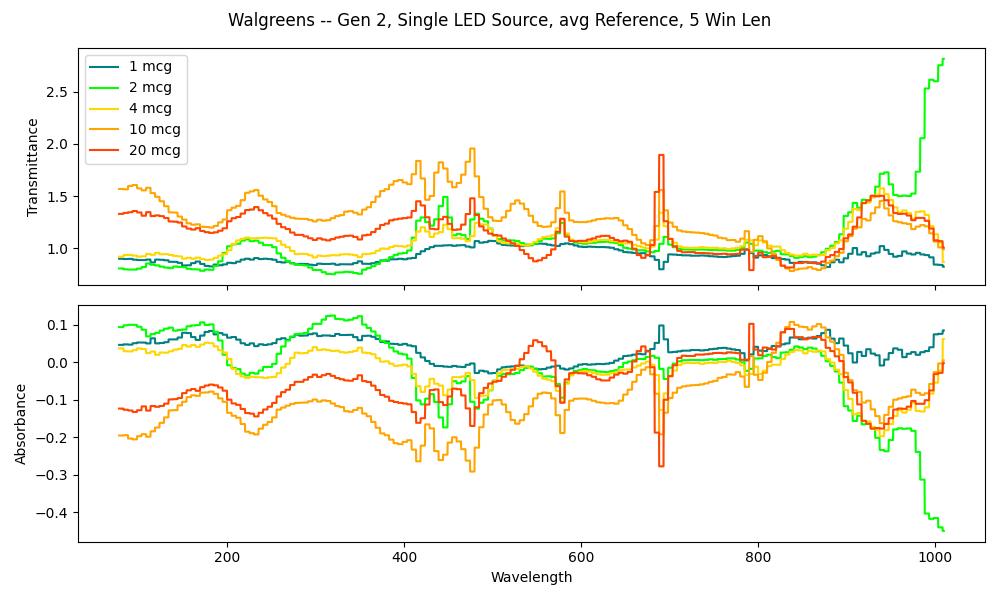 Walgreens -- Gen 2, Single LED Source, avg Reference, 5 Win Len
Transmittance
2.5
2.0
1.5
1.0
1 mcg
2 mcg
4 mcg
10 mcg
20 mcg
Absorbance
0.1
0.0
−0.1
−0.2
−0.3
−0.4
200 400 600 800 1000
Wavelength